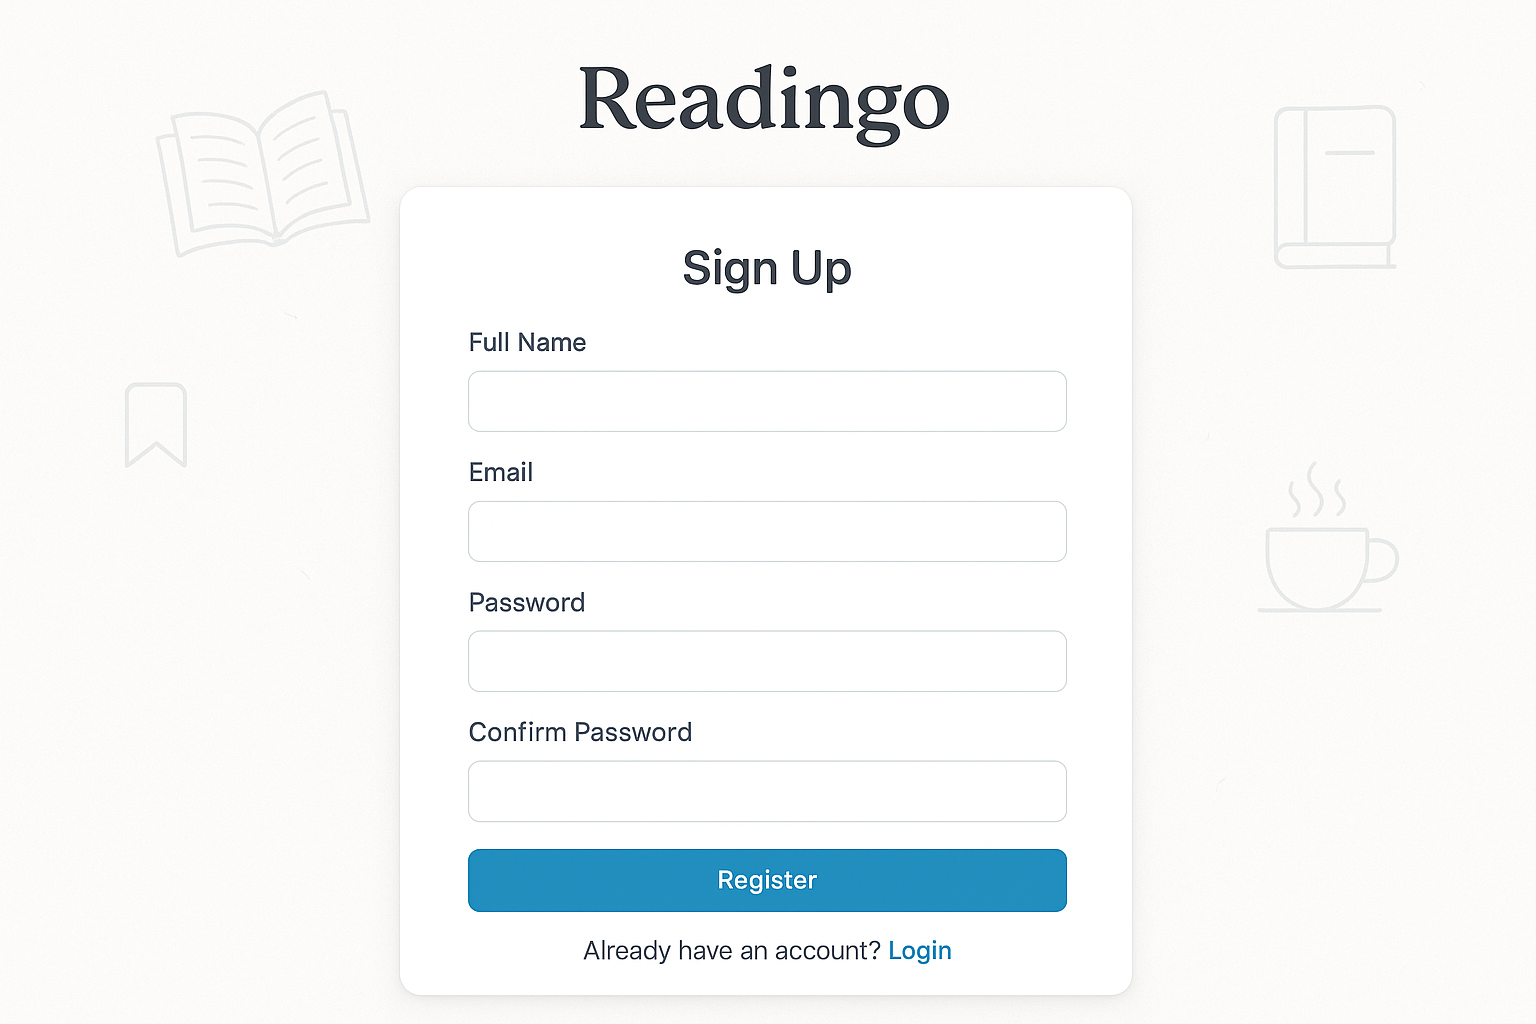 Readingo
Sign Up
Full Name
Email
Password
Confirm Password
Register
Already have an account? Login